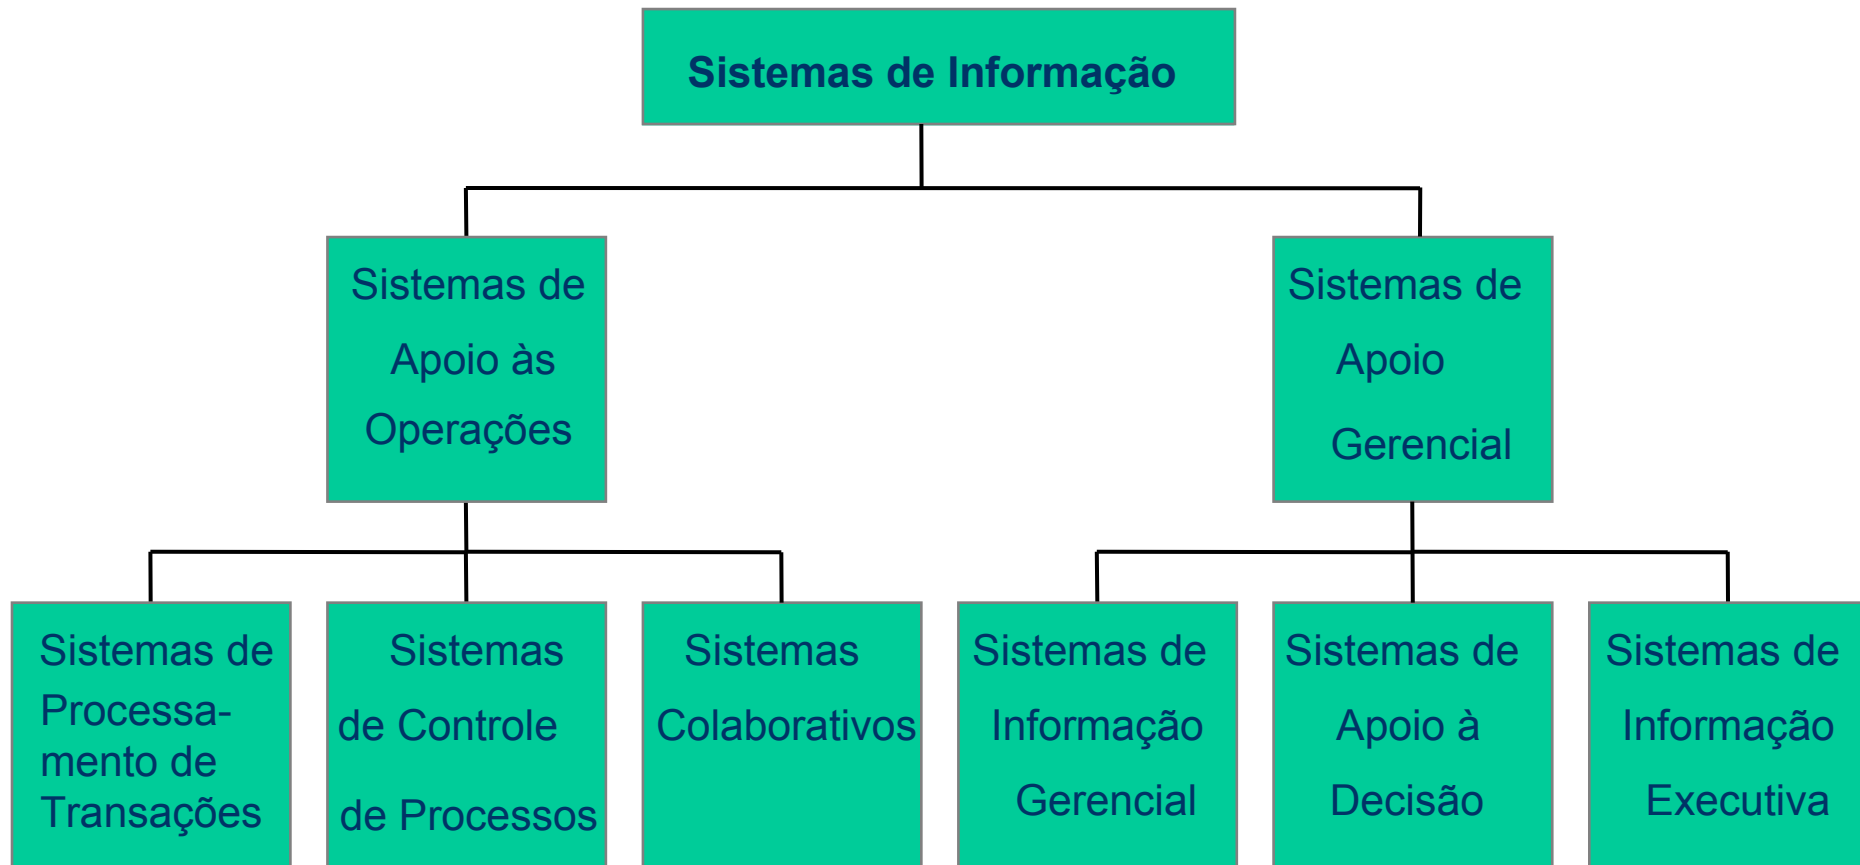 Sistemas de Informação
Sistemas de
Apoio às
Operações
Sistemas de
Apoio
Gerencial
Sistemas de
Processa-
mento de
Transações
Sistemas
de Controle
de Processos
Sistemas
Colaborativos
Sistemas de
Informação
Gerencial
Sistemas de
Apoio à
Decisão
Sistemas de
Informação
Executiva